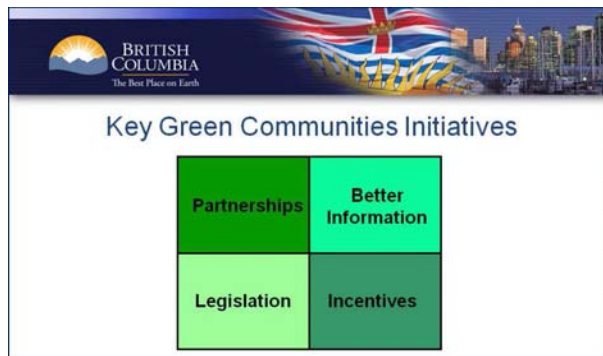 BRITISH
COLUMBIA
The Best Place on Earth
Key Green Communities Initiatives
Partnerships
Better
Information
Legislation
Incentives